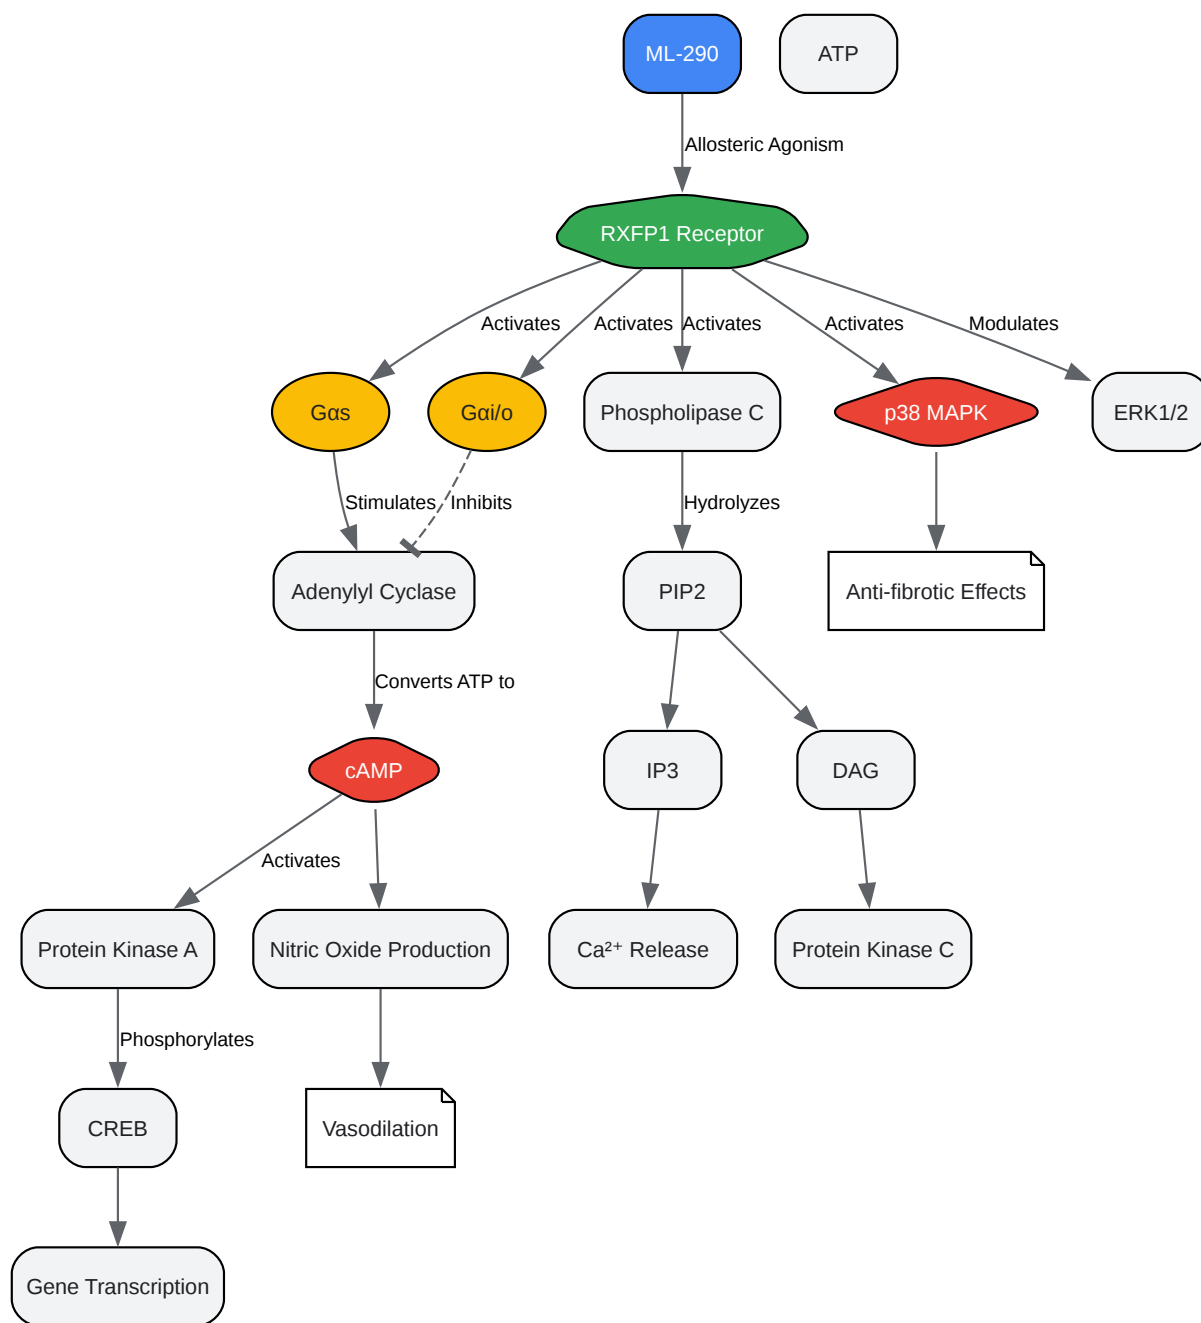 ML-290
ATP
Allosteric Agonism
RXFP1 Receptor
Activates
Activates
Activates
Activates
Modulates
Gαs
Gαi/o
Phospholipase C
p38 MAPK
ERK1/2
Stimulates
Inhibits
Hydrolyzes
Adenylyl Cyclase
PIP2
Anti-fibrotic Effects
Converts ATP to
cAMP
IP3
DAG
Activates
Protein Kinase A
Nitric Oxide Production
Ca²⁺ Release
Protein Kinase C
Phosphorylates
CREB
Vasodilation
Gene Transcription